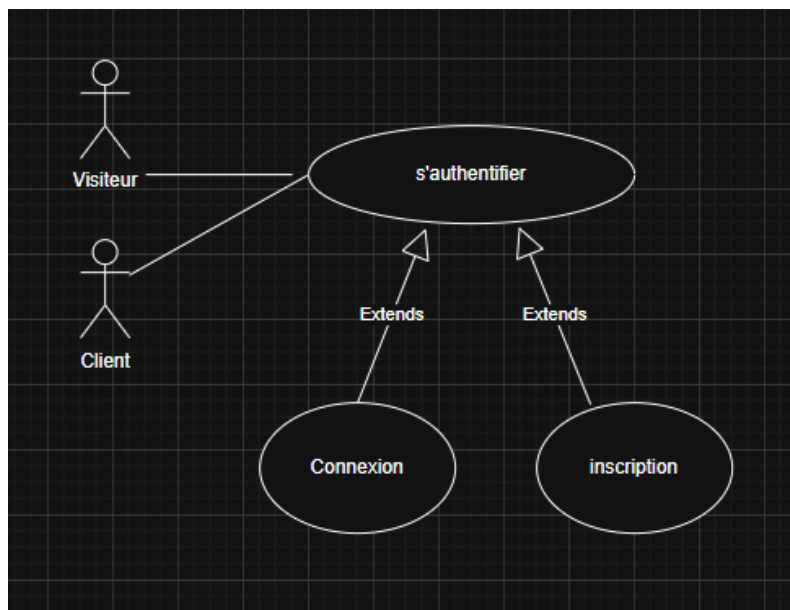 s'authentifier
Visiteur
Extends
Extends
Client
Connexion
inscription